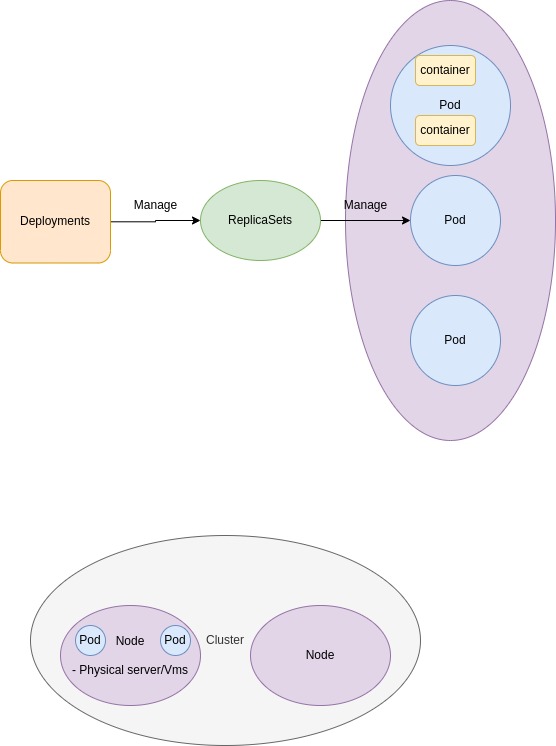 container
Pod
container
Manage
Manage
Deployments
ReplicaSets
Pod
Pod
Pod
Node
Pod
Cluster
- Physical server/Vms
Node